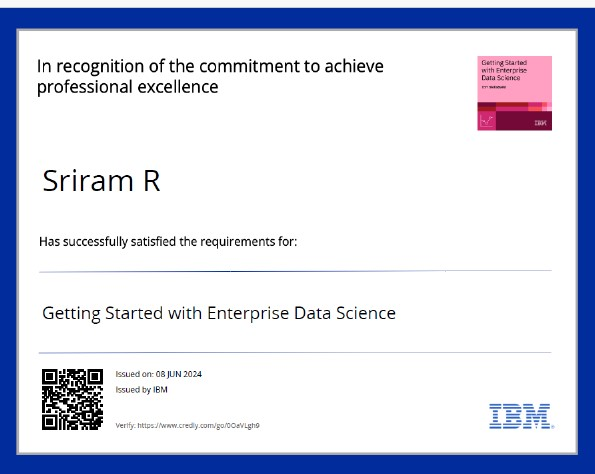 In recognition of the commitment to achieve
professional excellence
Getting Started
with Enterprise
Data Science
IBM
Sriram R
Has successfully satisfied the requirements for:
Getting Started with Enterprise Data Science
Issued on: 08 JUN 2024
Issued by IBM
Verify: https://www.credly.com/go/0OaVLgh9
IBM